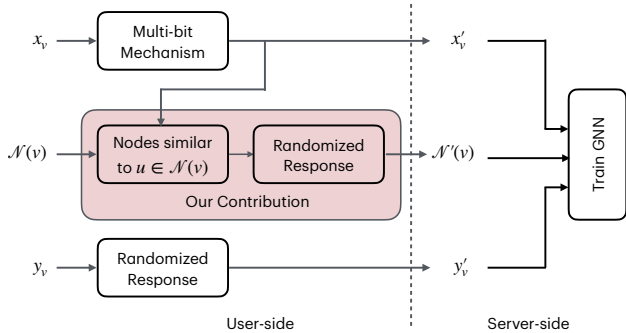 x_v
Multi-bit
Mechanism
x′_v
𝒩(v)
Nodes similar
to u ∈ 𝒩(v)
Randomized
Response
𝒩′(v)
Train GNN
Our Contribution
y_v
Randomized
Response
y′_v
User-side
Server-side